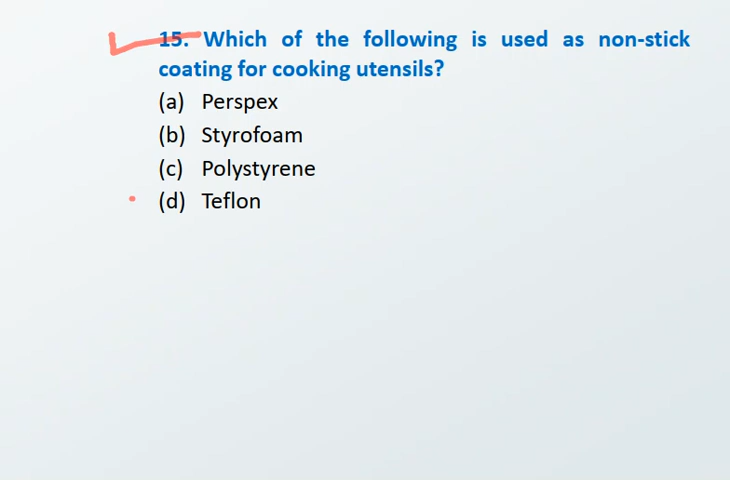 15. Which of the following is used as non-stick
coating for cooking utensils?
(a) Perspex
(b) Styrofoam
(c) Polystyrene
(d) Teflon